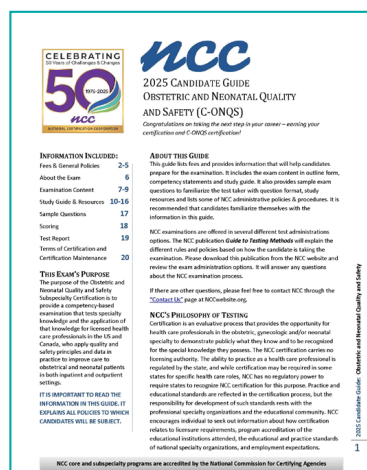 CELEBRATING
50 Years of Challenges & Changes
50
1975-2025
ncc
NATIONAL CERTIFICATION CORPORATION
ncc
2025 CANDIDATE GUIDE
OBSTETRIC AND NEONATAL QUALITY
AND SAFETY (C-ONQS)
Congratulations on taking the next step in your career – earning your
certification and C-ONQS certification!
INFORMATION INCLUDED:
Fees & General Policies 2-5
About the Exam 6
Examination Content 7-9
Study Guide & Resources 10-16
Sample Questions 17
Scoring 18
Test Report 19
Terms of Certification and
Certification Maintenance 20
THIS EXAM'S PURPOSE
The purpose of the Obstetric and
Neonatal Quality and Safety
Subspecialty Certification is to
provide a competency-based
examination that tests specialty
knowledge and the application of
that knowledge for licensed health
care professionals in the US and
Canada, who apply quality and
safety principles and data in
practice to improve care to
obstetrical and neonatal patients
in both inpatient and outpatient
settings.
IT IS IMPORTANT TO READ THE
INFORMATION IN THIS GUIDE. IT
EXPLAINS ALL POLICIES TO WHICH
CANDIDATES WILL BE SUBJECT.
ABOUT THIS GUIDE
This guide lists fees and provides information that will help candidates
prepare for the examination. It includes the exam content in outline form,
competency statements and study guide. It also provides sample exam
questions to familiarize the test taker with question format, study
resources and lists some of NCC administrative policies & procedures. It is
recommended that candidates familiarize themselves with the
information in this guide.
NCC examinations are offered in several different test administrations
options. The NCC publication Guide to Testing Methods will explain the
different rules and policies based on how the candidate is taking the
examination. Please download this publication from the NCC website and
review the exam administration options. It will answer any questions
about the NCC examination process.
If there are other questions, please feel free to contact NCC through the
"Contact Us" page at NCCwebsite.org.
NCC'S PHILOSOPHY OF TESTING
Certification is an evaluative process that provides the opportunity for
health care professionals in the obstetric, gynecologic and/or neonatal
specialty to demonstrate publicly what they know and to be recognized
for the special knowledge they possess. The NCC certification carries no
licensing authority. The ability to practice as a health care professional is
regulated by the state, and while certification may be required in some
states for specific health care roles, NCC has no regulatory power to
require states to recognize NCC certification for this purpose. Practice and
educational standards are reflected in the certification process, but the
responsibility for development of such standards rests with the
professional specialty organizations and the educational community. NCC
encourages individual to seek out information about how certification
relates to licensure requirements, program accreditation of the
educational institutions attended, the educational and practice standards
of national specialty organizations, and employment expectations.
2025 Candidate Guide: Obstetric and Neonatal Quality and Safety
1
NCC core and subspecialty programs are accredited by the National Commission for Certifying Agencies